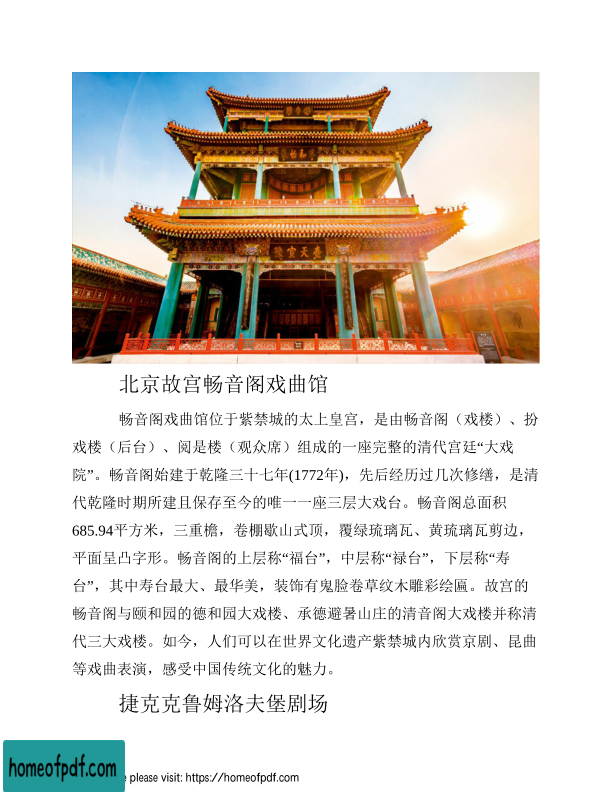 北京故宫畅音阁戏曲馆
畅音阁戏曲馆位于紫禁城的太上皇宫，是由畅音阁（戏楼）、扮
戏楼（后台）、阅是楼（观众席）组成的一座完整的清代宫廷“大戏
院”。畅音阁始建于乾隆三十七年(1772年)，先后经历过几次修缮，是清
代乾隆时期所建且保存至今的唯一一座三层大戏台。畅音阁总面积
685.94平方米，三重檐，卷棚歇山式顶，覆绿琉璃瓦、黄琉璃瓦剪边，
平面呈凸字形。畅音阁的上层称“福台”，中层称“禄台”，下层称“寿
台”，其中寿台最大、最华美，装饰有鬼脸卷草纹木雕彩绘匾。故宫的
畅音阁与颐和园的德和园大戏楼、承德避暑山庄的清音阁大戏楼并称清
代三大戏楼。如今，人们可以在世界文化遗产紫禁城内欣赏京剧、昆曲
等戏曲表演，感受中国传统文化的魅力。
捷克克鲁姆洛夫堡剧场
homeofpdf.com
please visit: https://homeofpdf.com